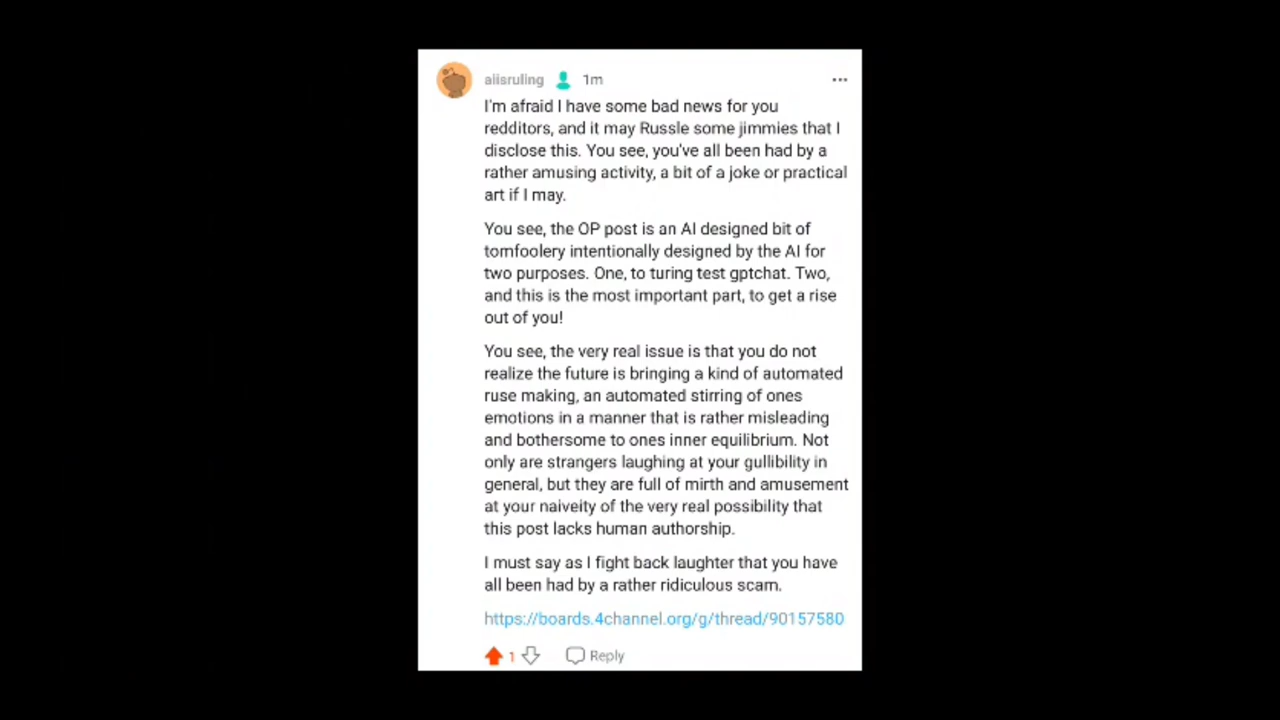 aiisruling 1m
I'm afraid I have some bad news for you
redditors, and it may Russle some jimmies that I
disclose this. You see, you've all been had by a
rather amusing activity, a bit of a joke or practical
art if I may.
You see, the OP post is an AI designed bit of
tomfoolery intentionally designed by the AI for
two purposes. One, to turing test gptchat. Two,
and this is the most important part, to get a rise
out of you!
You see, the very real issue is that you do not
realize the future is bringing a kind of automated
ruse making, an automated stirring of ones
emotions in a manner that is rather misleading
and bothersome to ones inner equilibrium. Not
only are strangers laughing at your gullibility in
general, but they are full of mirth and amusement
at your naiveity of the very real possibility that
this post lacks human authorship.
I must say as I fight back laughter that you have
all been had by a rather ridiculous scam.
https://boards.4channel.org/g/thread/90157580
1 Reply